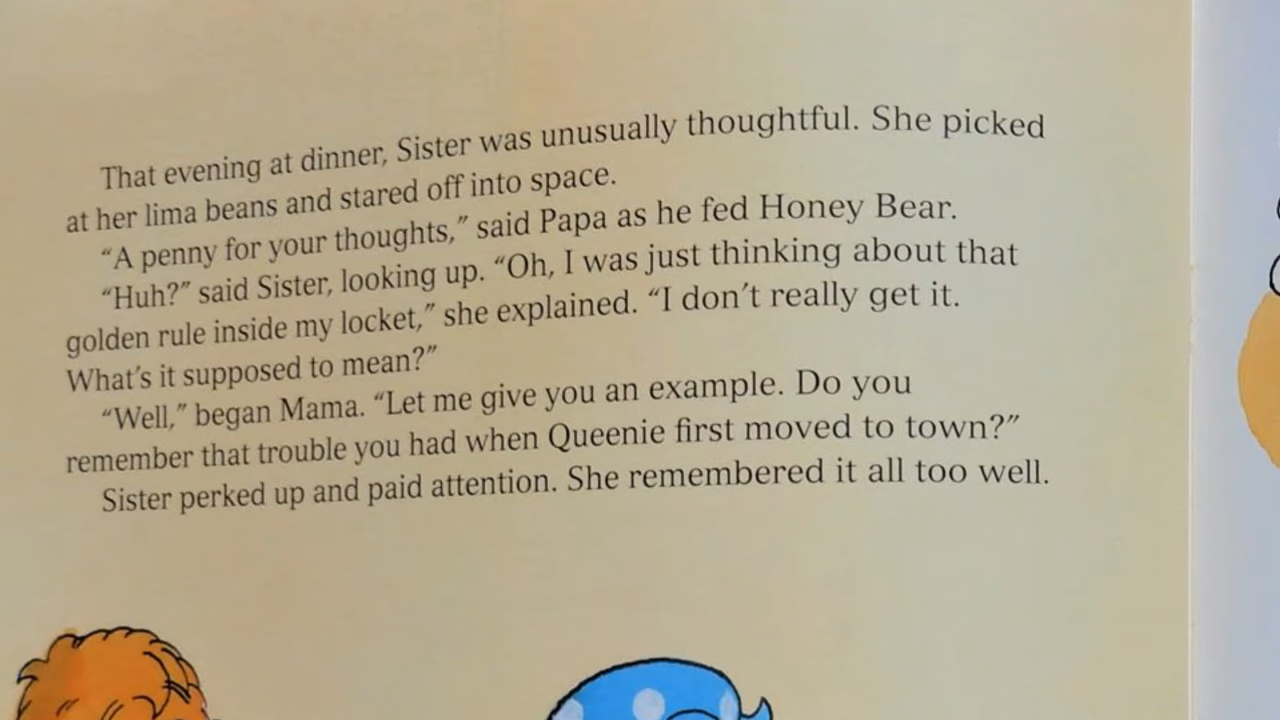 That evening at dinner, Sister was unusually thoughtful. She picked
at her lima beans and stared off into space.
“A penny for your thoughts,” said Papa as he fed Honey Bear.
“Huh?” said Sister, looking up. “Oh, I was just thinking about that
golden rule inside my locket,” she explained. “I don’t really get it.
What’s it supposed to mean?”
“Well,” began Mama. “Let me give you an example. Do you
remember that trouble you had when Queenie first moved to town?”
Sister perked up and paid attention. She remembered it all too well.